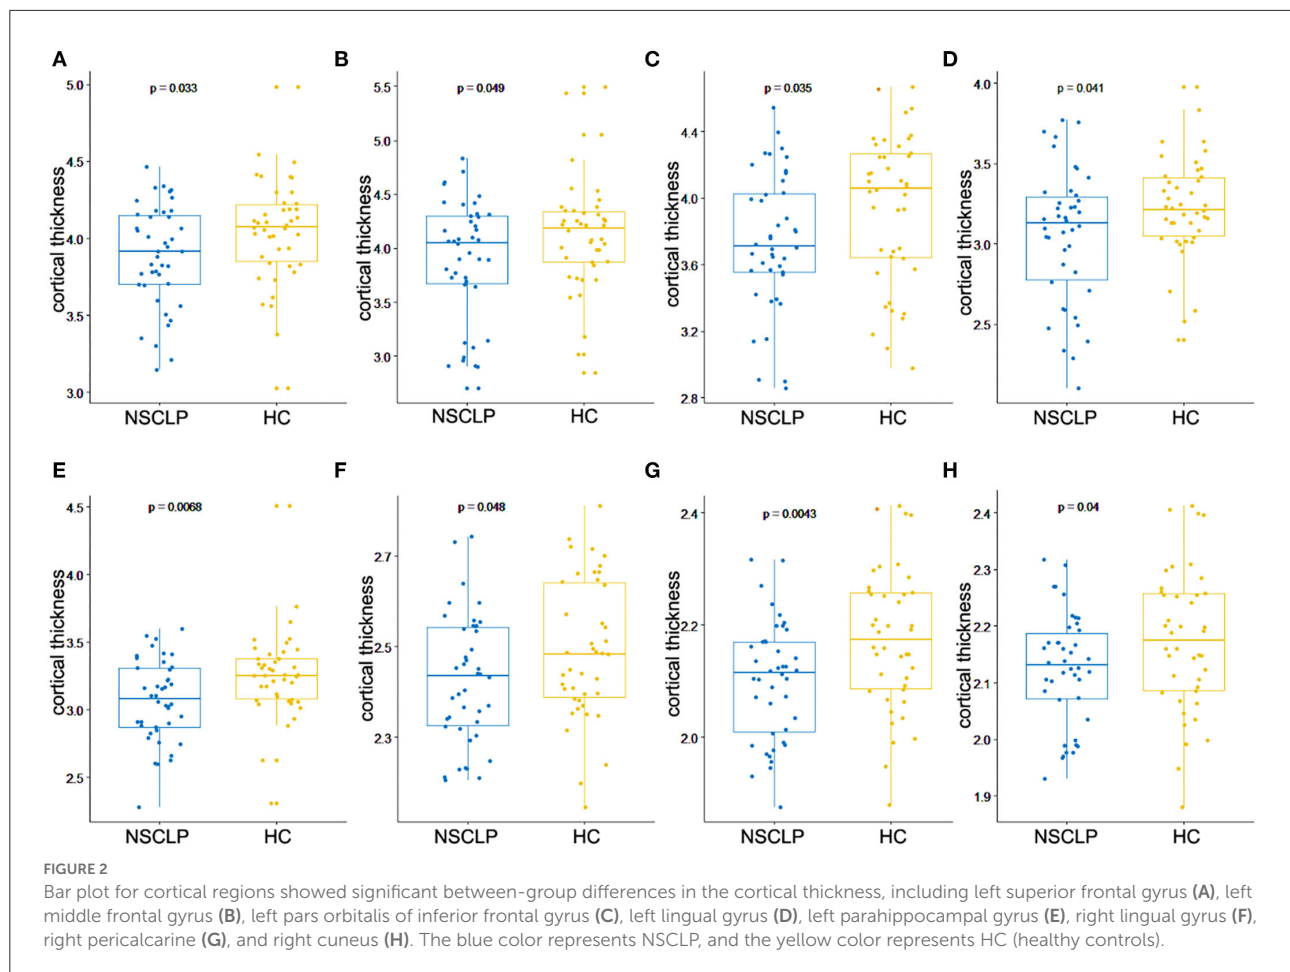 A
B
C
D
p = 0.033
p = 0.049
p = 0.035
p = 0.041
cortical thickness
5.0
4.5
4.0
3.5
3.0
cortical thickness
5.5
5.0
4.5
4.0
3.5
3.0
cortical thickness
4.4
4.0
3.6
3.2
2.8
cortical thickness
4.0
3.5
3.0
2.5
NSCLP HC
NSCLP HC
NSCLP HC
NSCLP HC
E
F
G
H
p = 0.0068
p = 0.048
p = 0.0043
p = 0.04
cortical thickness
4.5
4.0
3.5
3.0
2.5
cortical thickness
2.7
2.5
2.3
cortical thickness
2.4
2.2
2.0
cortical thickness
2.4
2.3
2.2
2.1
2.0
1.9
NSCLP HC
NSCLP HC
NSCLP HC
NSCLP HC
FIGURE 2
Bar plot for cortical regions showed significant between-group differences in the cortical thickness, including left superior frontal gyrus (A), left
middle frontal gyrus (B), left pars orbitalis of inferior frontal gyrus (C), left lingual gyrus (D), left parahippocampal gyrus (E), right lingual gyrus (F),
right pericalcarine (G), and right cuneus (H). The blue color represents NSCLP, and the yellow color represents HC (healthy controls).